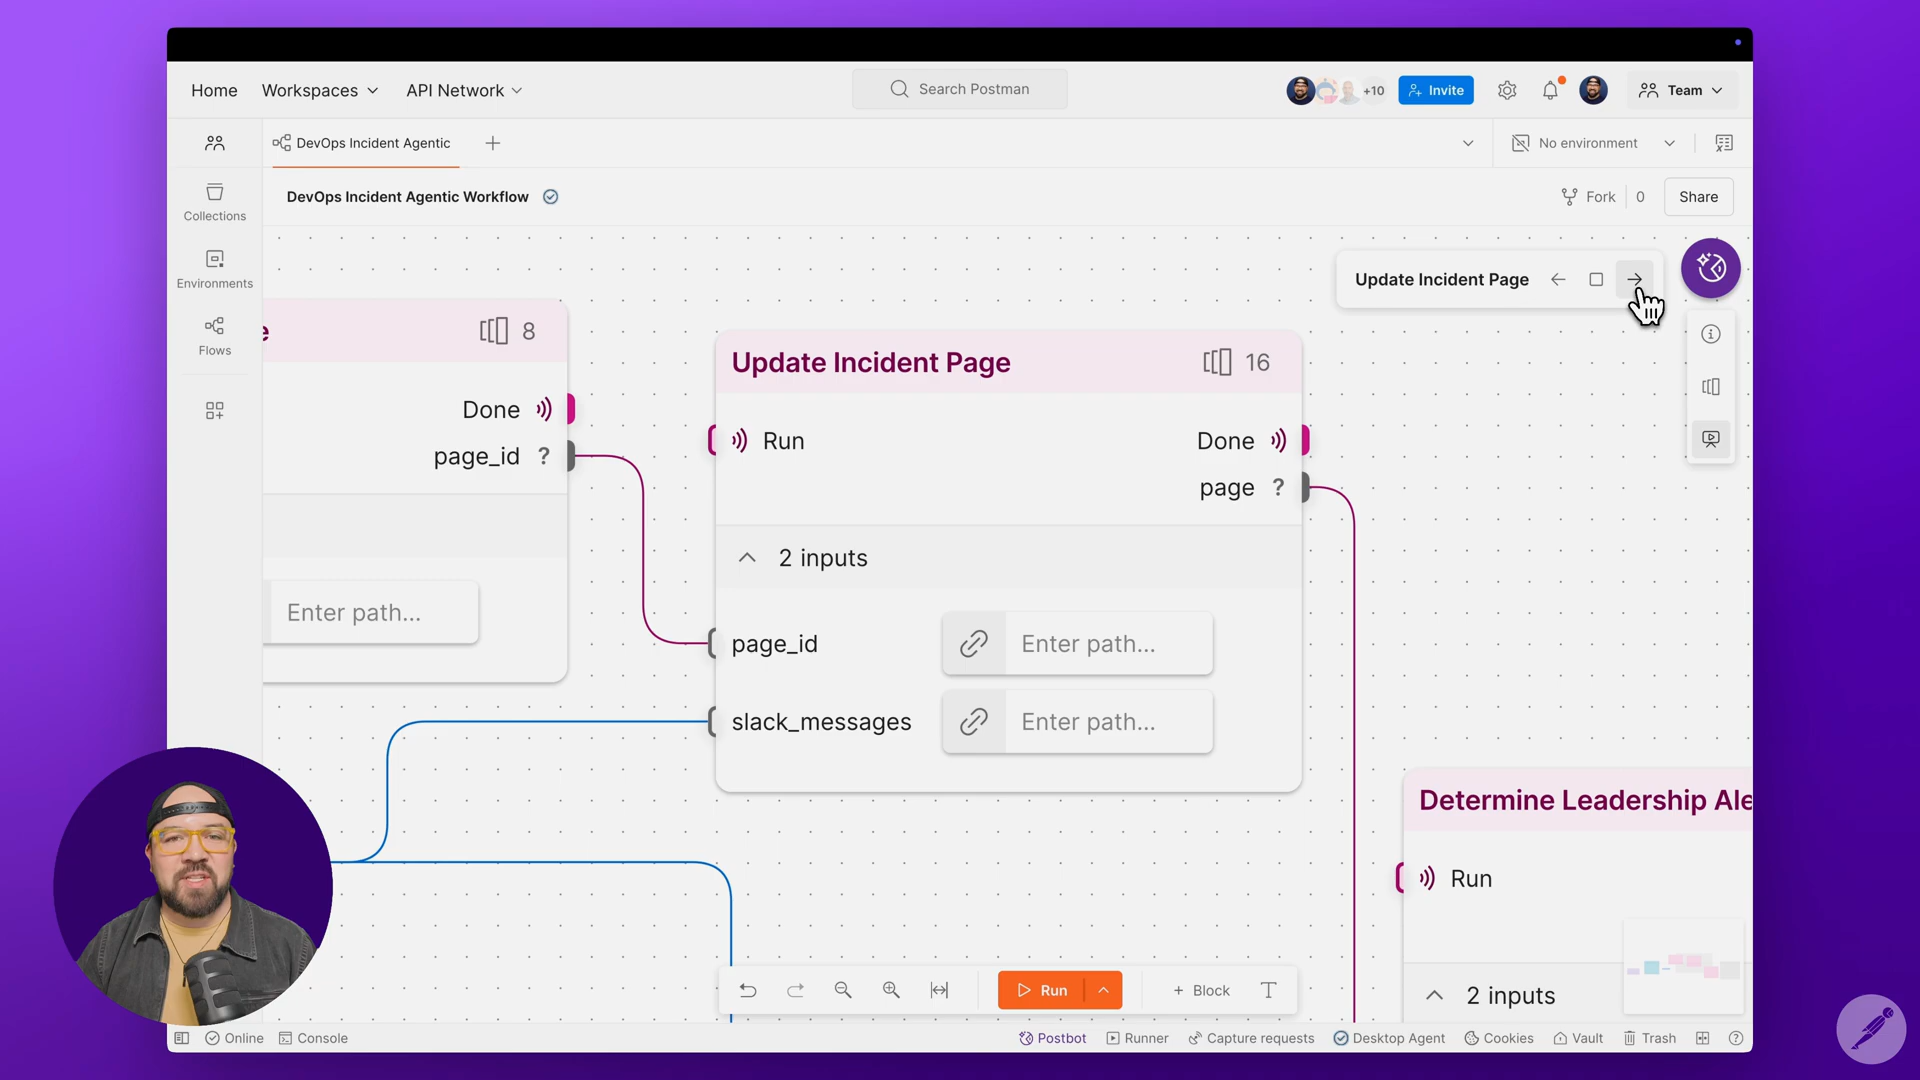 Home Workspaces API Network Search Postman +10 Invite Team
DevOps Incident Agentic No environment
DevOps Incident Agentic Workflow Fork 0 Share
Collections
Environments
Flows
Update Incident Page
e 8
Done
page_id ?
Enter path...
Update Incident Page 16
Run Done
page ?
2 inputs
page_id Enter path...
slack_messages Enter path...
Determine Leadership Ale
Run
2 inputs
Run + Block T
Online Console Postbot Runner Capture requests Desktop Agent Cookies Vault Trash